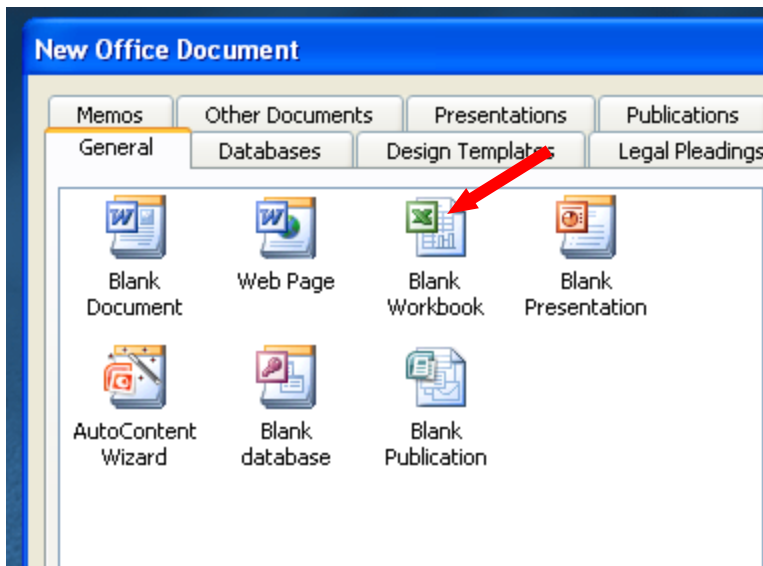 New Office Document
Memos Other Documents Presentations Publications
General Databases Design Templates Legal Pleadings
Blank Document
Web Page
Blank Workbook
Blank Presentation
AutoContent Wizard
Blank database
Blank Publication